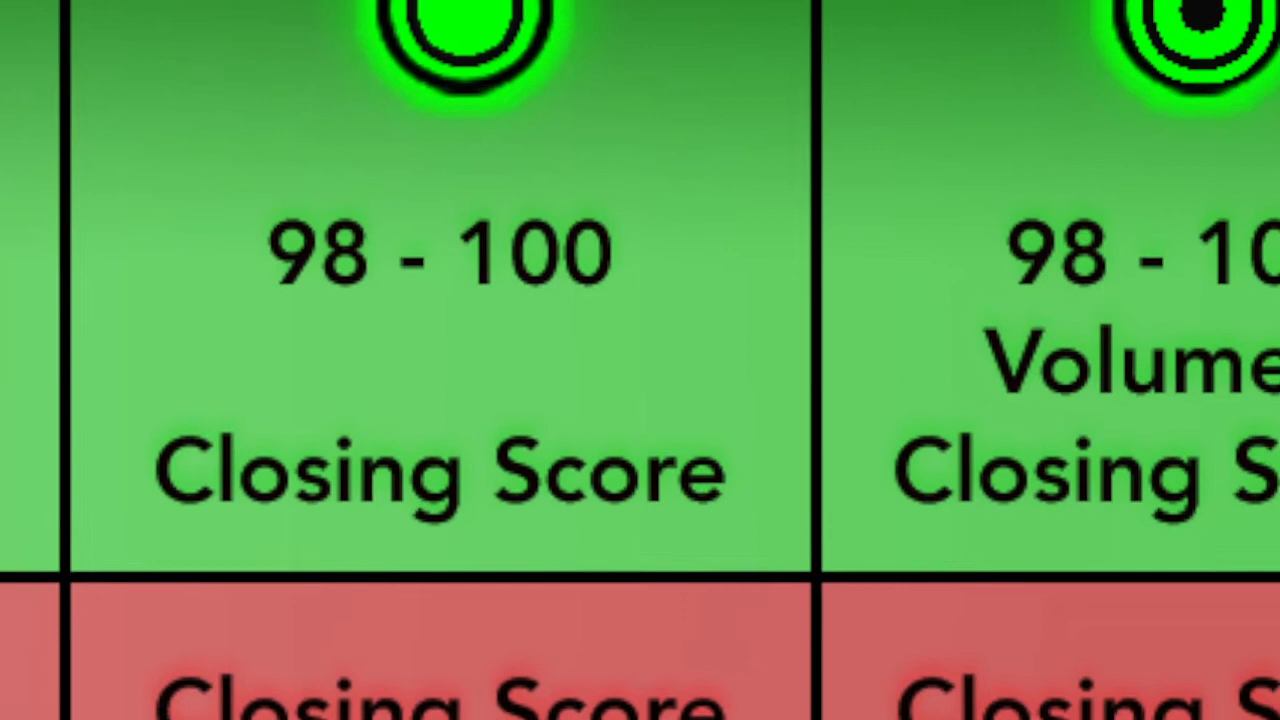 98 - 100
Closing Score
98 - 10
Volume
Closing S
Closing Score
Closing S